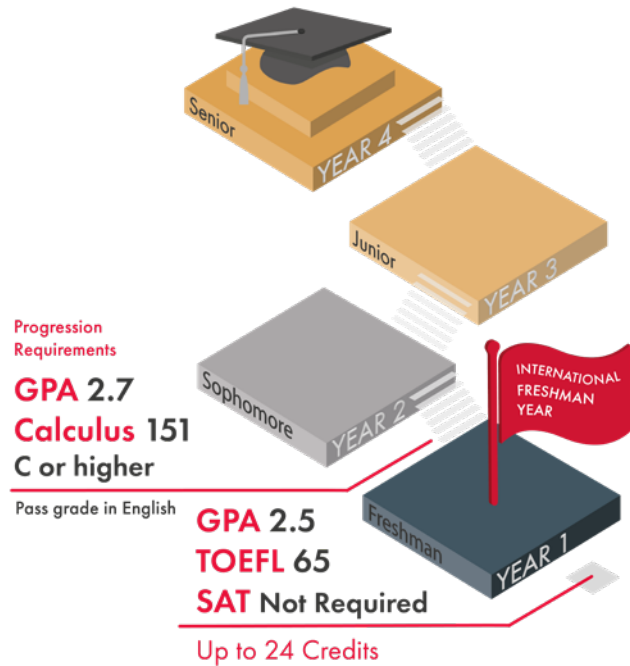 Senior
YEAR 4
Junior
YEAR 3
Progression
Requirements
GPA 2.7
Calculus 151
C or higher
Pass grade in English
Sophomore
YEAR 2
INTERNATIONAL
FRESHMAN
YEAR
Freshman
YEAR 1
GPA 2.5
TOEFL 65
SAT Not Required
Up to 24 Credits